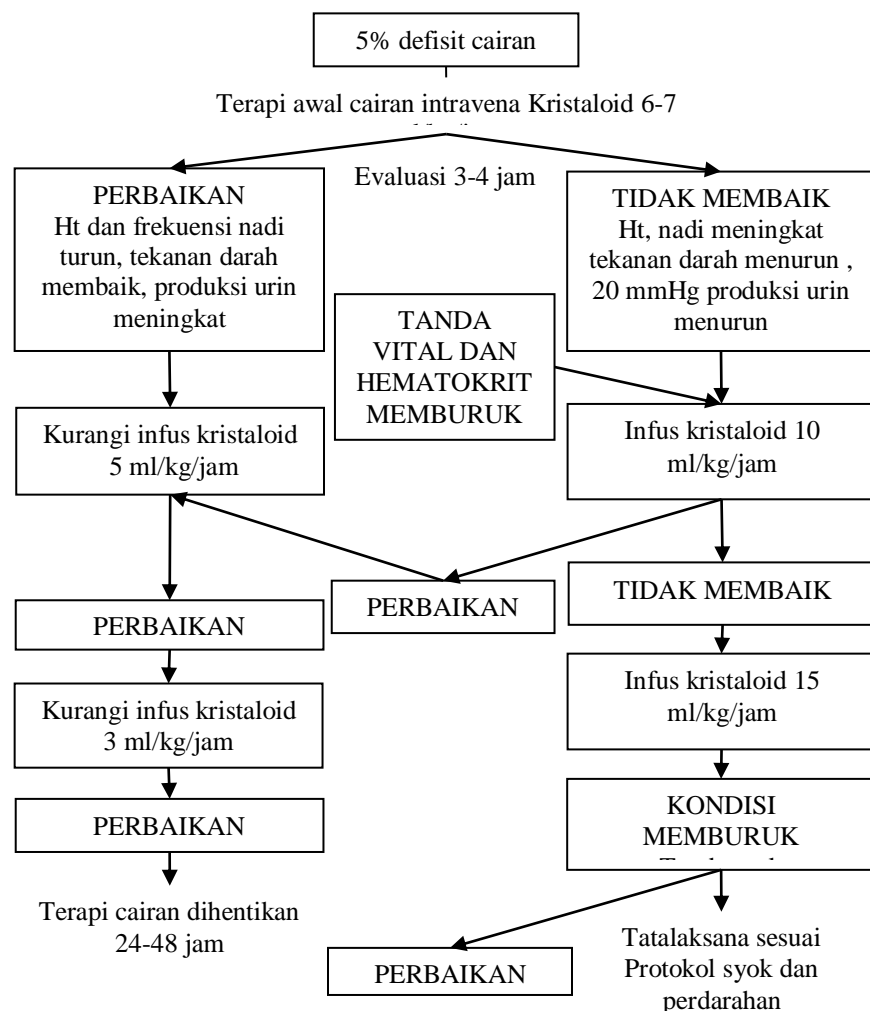 5% defisit cairan
Terapi awal cairan intravena Kristaloid 6-7
Evaluasi 3-4 jam
PERBAIKAN
Ht dan frekuensi nadi
turun, tekanan darah
membaik, produksi urin
meningkat
TIDAK MEMBAIK
Ht, nadi meningkat
tekanan darah menurun ,
20 mmHg produksi urin
menurun
TANDA
VITAL DAN
HEMATOKRIT
MEMBURUK
Kurangi infus kristaloid
5 ml/kg/jam
Infus kristaloid 10
ml/kg/jam
PERBAIKAN
TIDAK MEMBAIK
PERBAIKAN
Kurangi infus kristaloid
3 ml/kg/jam
Infus kristaloid 15
ml/kg/jam
PERBAIKAN
KONDISI
MEMBURUK
Terapi cairan dihentikan
24-48 jam
PERBAIKAN
Tatalaksana sesuai
Protokol syok dan
perdarahan